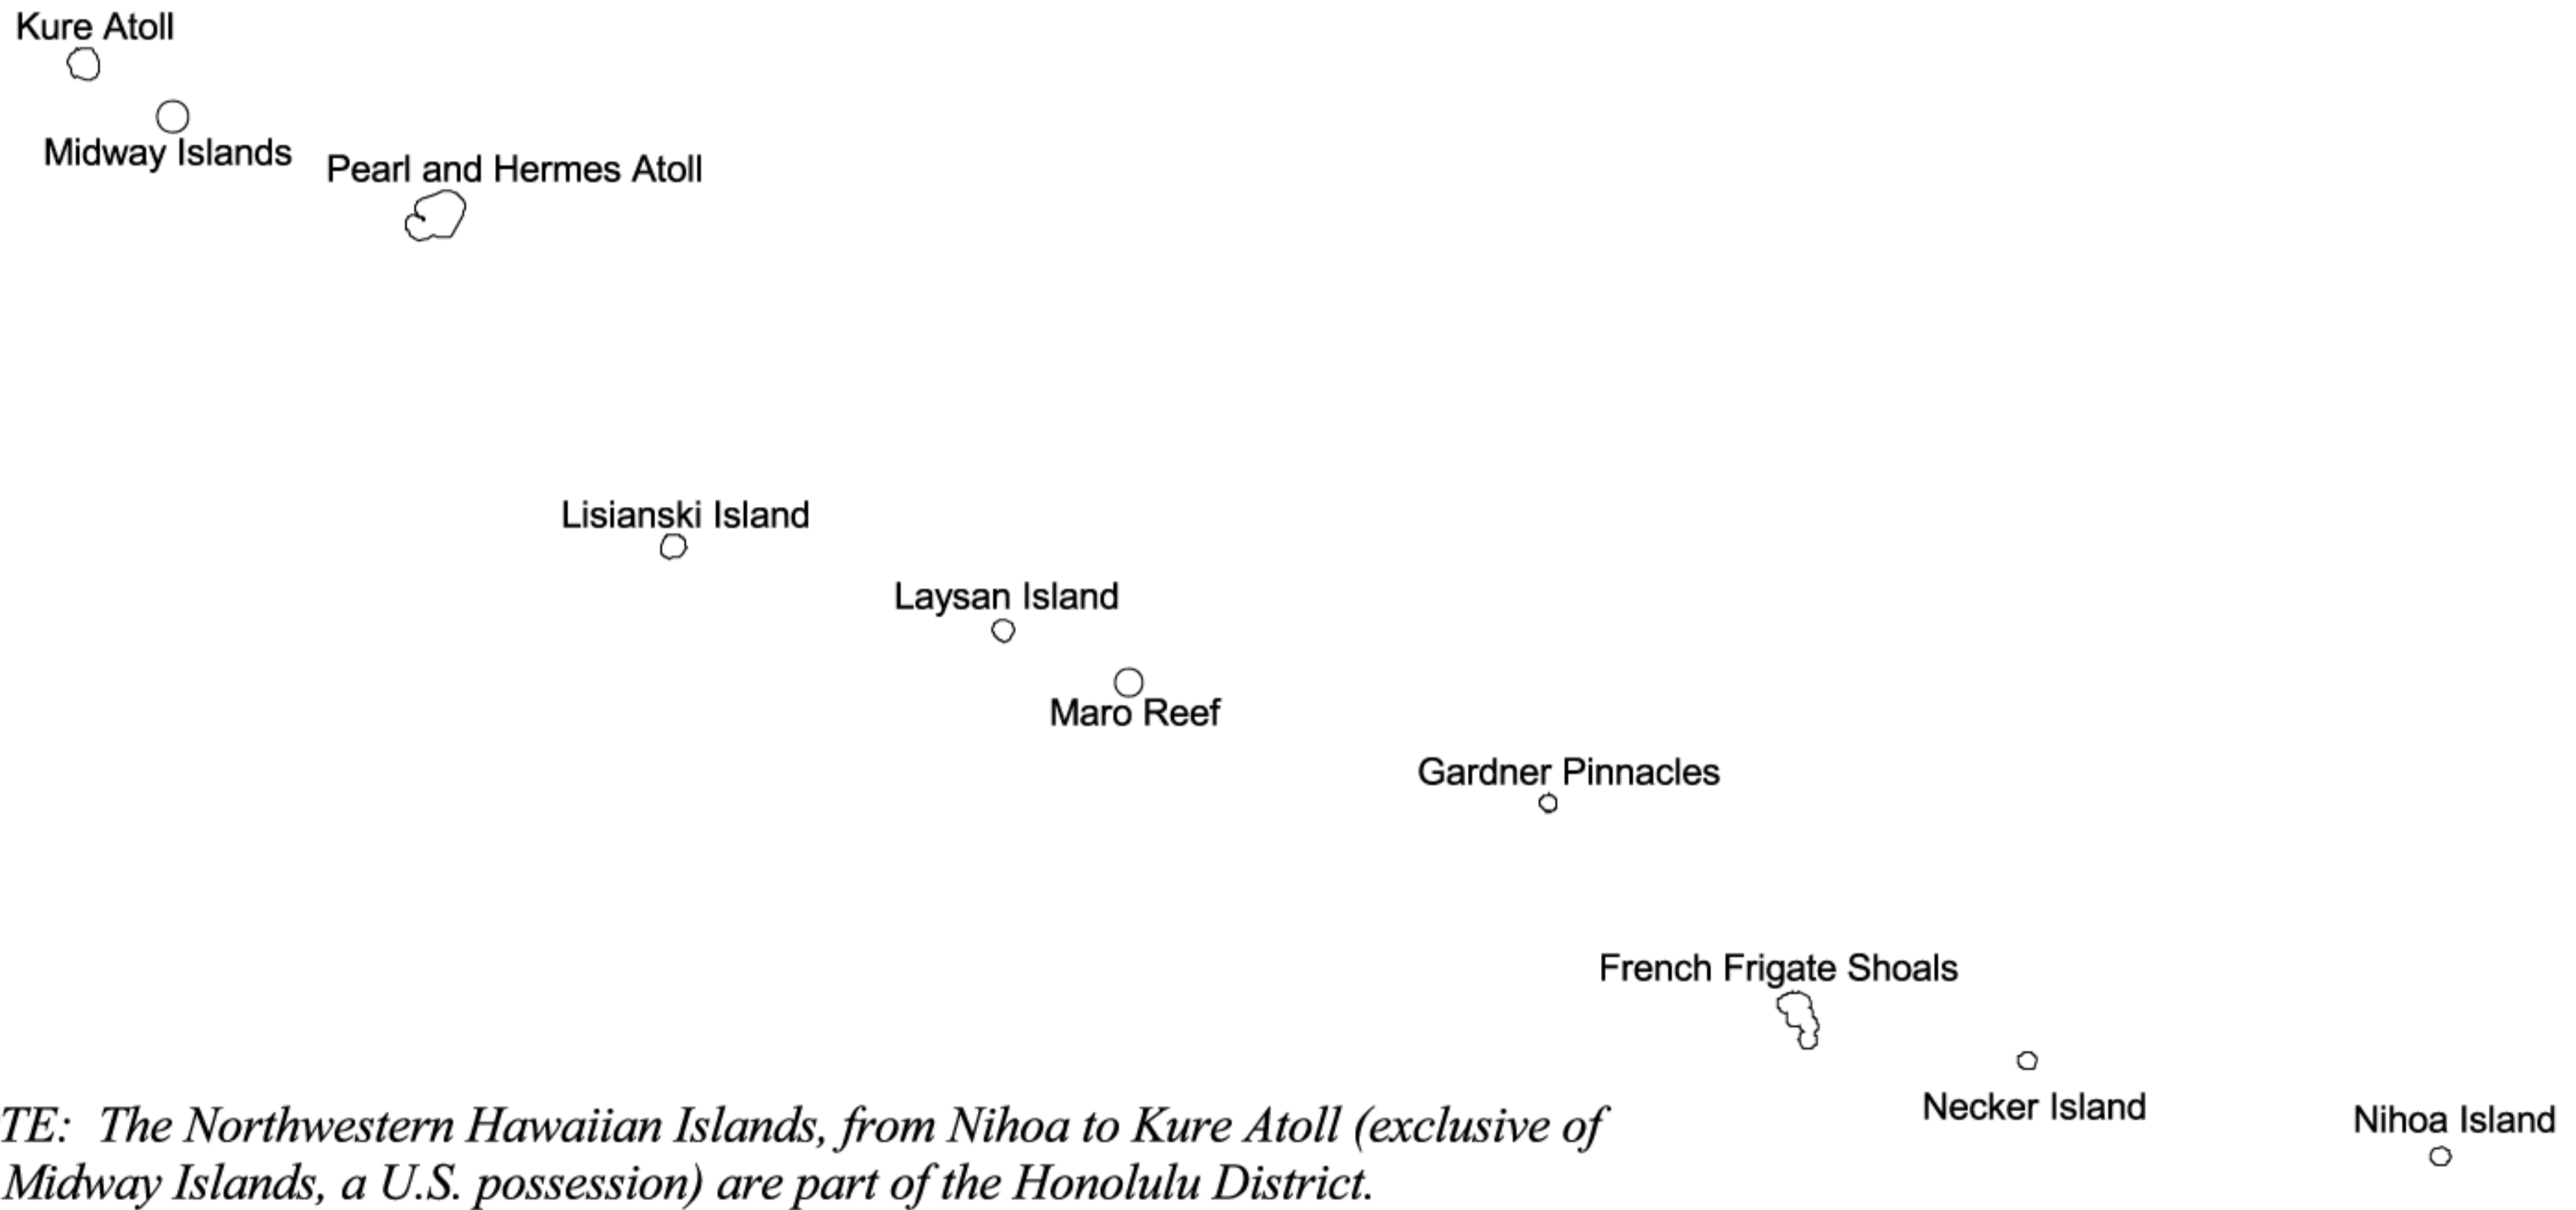 Kure Atoll
Midway Islands
Pearl and Hermes Atoll
Lisianski Island
Laysan Island
Maro Reef
Gardner Pinnacles
French Frigate Shoals
Necker Island
Nihoa Island
TE: The Northwestern Hawaiian Islands, from Nihoa to Kure Atoll (exclusive of
Midway Islands, a U.S. possession) are part of the Honolulu District.